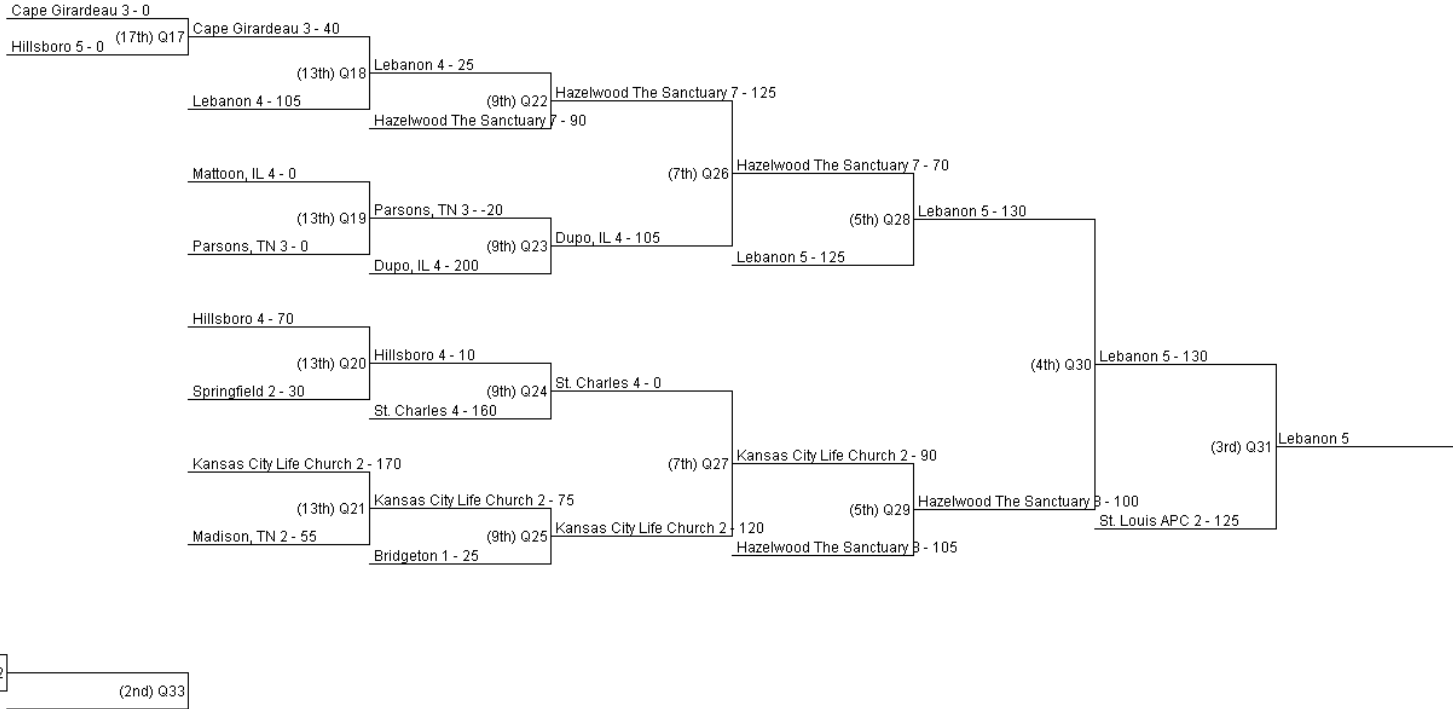 Cape Girardeau 3 - 0
(17th) Q17
Hillsboro 5 - 0
Cape Girardeau 3 - 40
(13th) Q18
Lebanon 4 - 105
Lebanon 4 - 25
(9th) Q22
Hazelwood The Sanctuary 7 - 90
Hazelwood The Sanctuary 7 - 125
Mattoon, IL 4 - 0
(13th) Q19
Parsons, TN 3 - 0
Parsons, TN 3 - -20
(9th) Q23
Dupo, IL 4 - 200
Dupo, IL 4 - 105
(7th) Q26
Hazelwood The Sanctuary 7 - 70
(5th) Q28
Lebanon 5 - 125
Lebanon 5 - 130
Hillsboro 4 - 70
(13th) Q20
Springfield 2 - 30
Hillsboro 4 - 10
(9th) Q24
St. Charles 4 - 160
St. Charles 4 - 0
Kansas City Life Church 2 - 170
(13th) Q21
Madison, TN 2 - 55
Kansas City Life Church 2 - 75
(9th) Q25
Bridgeton 1 - 25
Kansas City Life Church 2 - 120
(7th) Q27
Kansas City Life Church 2 - 90
(5th) Q29
Hazelwood The Sanctuary 8 - 105
Hazelwood The Sanctuary 8 - 100
(4th) Q30
Lebanon 5 - 130
(3rd) Q31
St. Louis APC 2 - 125
Lebanon 5
2
(2nd) Q33